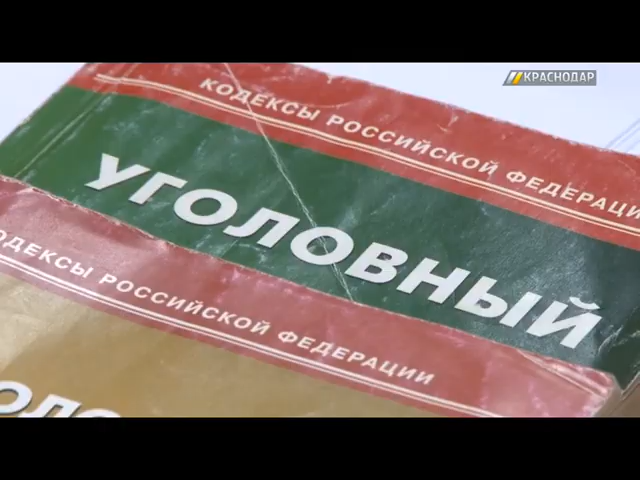 КРАСНОДАР
КОДЕКСЫ РОССИЙСКОЙ ФЕДЕРАЦИИ
УГОЛОВНЫЙ
КОДЕКСЫ РОССИЙСКОЙ ФЕДЕРАЦИИ